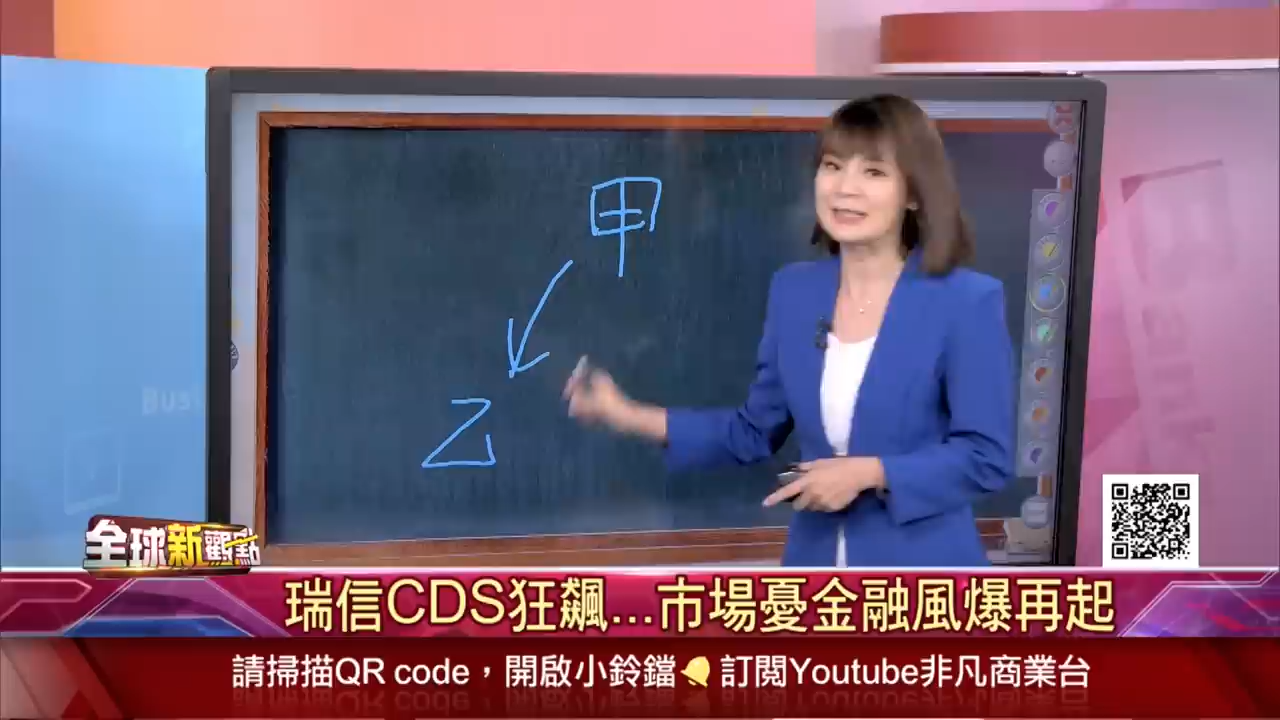 甲
乙
Busi
Bank
全球新觀點
瑞信CDS狂飆...市場憂金融風爆再起
請掃描QR code，開啟小鈴鐺🔔訂閱Youtube非凡商業台